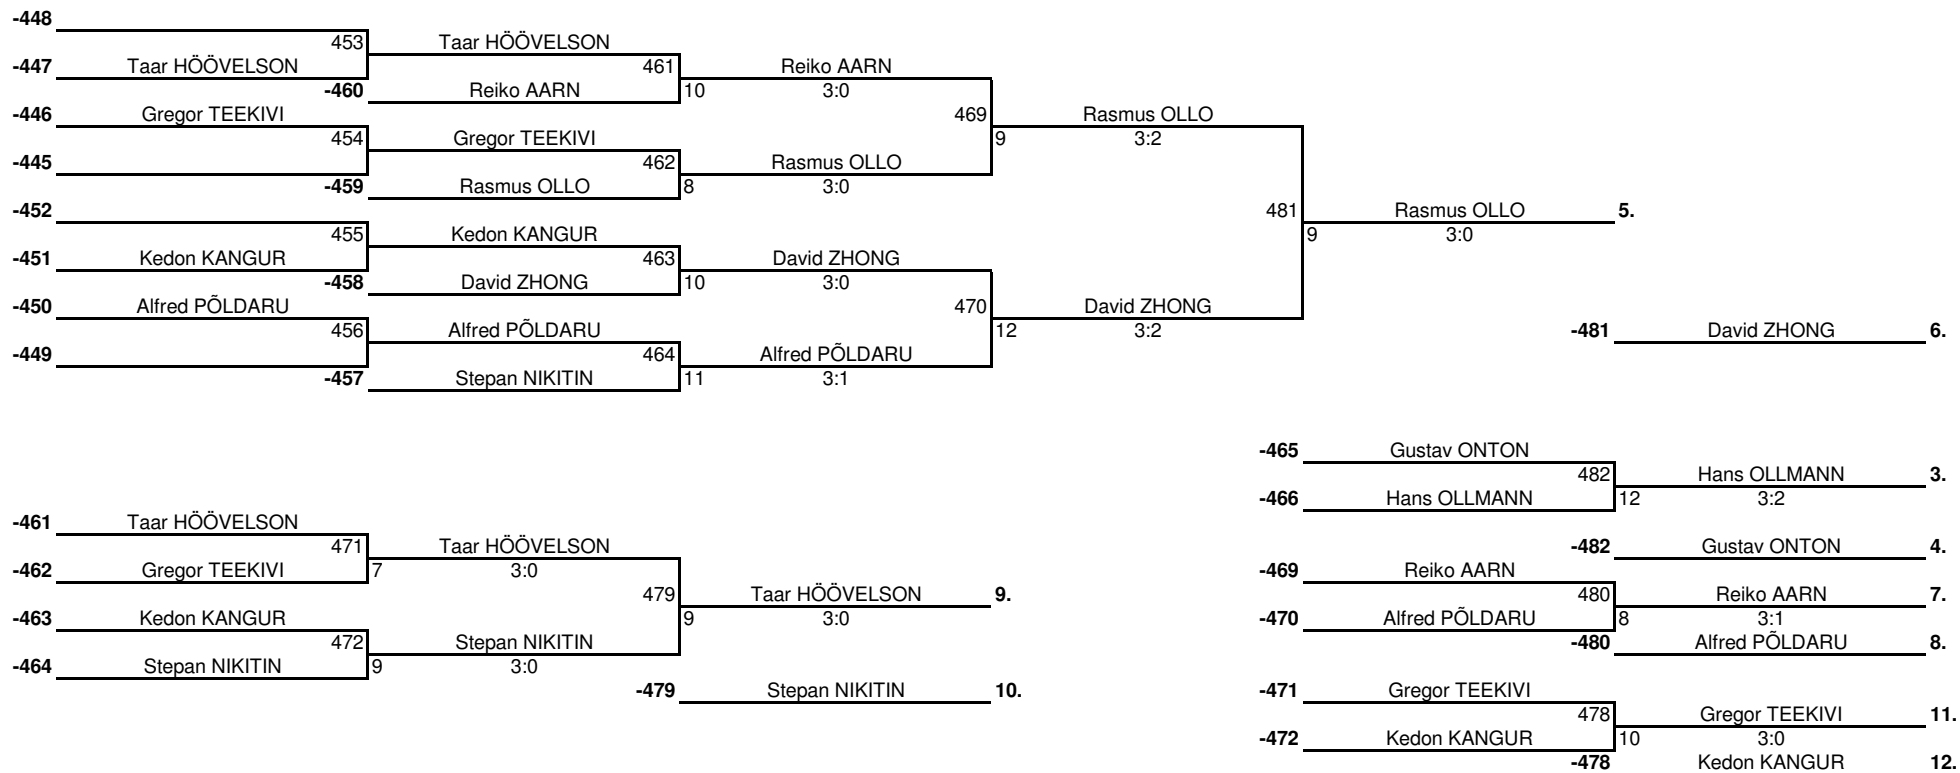 -448
453 Taar HÖÖVELSON
-447 Taar HÖÖVELSON 461 Reiko AARN
-460 Reiko AARN 10 3:0
-446 Gregor TEEKIVI 469 Rasmus OLLO
454 Gregor TEEKIVI 9 3:2
-445 462 Rasmus OLLO
-459 Rasmus OLLO 8 3:0
-452 481 Rasmus OLLO 5.
455 Kedon KANGUR 9 3:0
-451 Kedon KANGUR 463 David ZHONG
-458 David ZHONG 10 3:0
-450 Alfred PÕLDARU 470 David ZHONG
456 Alfred PÕLDARU 12 3:2 -481 David ZHONG 6.
-449 464 Alfred PÕLDARU
-457 Stepan NIKITIN 11 3:1
-465 Gustav ONTON
482 Hans OLLMANN 3.
-466 Hans OLLMANN 12 3:2
-461 Taar HÖÖVELSON
471 Taar HÖÖVELSON -482 Gustav ONTON 4.
-462 Gregor TEEKIVI 7 3:0 -469 Reiko AARN
479 Taar HÖÖVELSON 9. 480 Reiko AARN 7.
-463 Kedon KANGUR 9 3:0 -470 Alfred PÕLDARU 8 3:1
472 Stepan NIKITIN -480 Alfred PÕLDARU 8.
-464 Stepan NIKITIN 9 3:0
-479 Stepan NIKITIN 10. -471 Gregor TEEKIVI
478 Gregor TEEKIVI 11.
-472 Kedon KANGUR 10 3:0
-478 Kedon KANGUR 12.